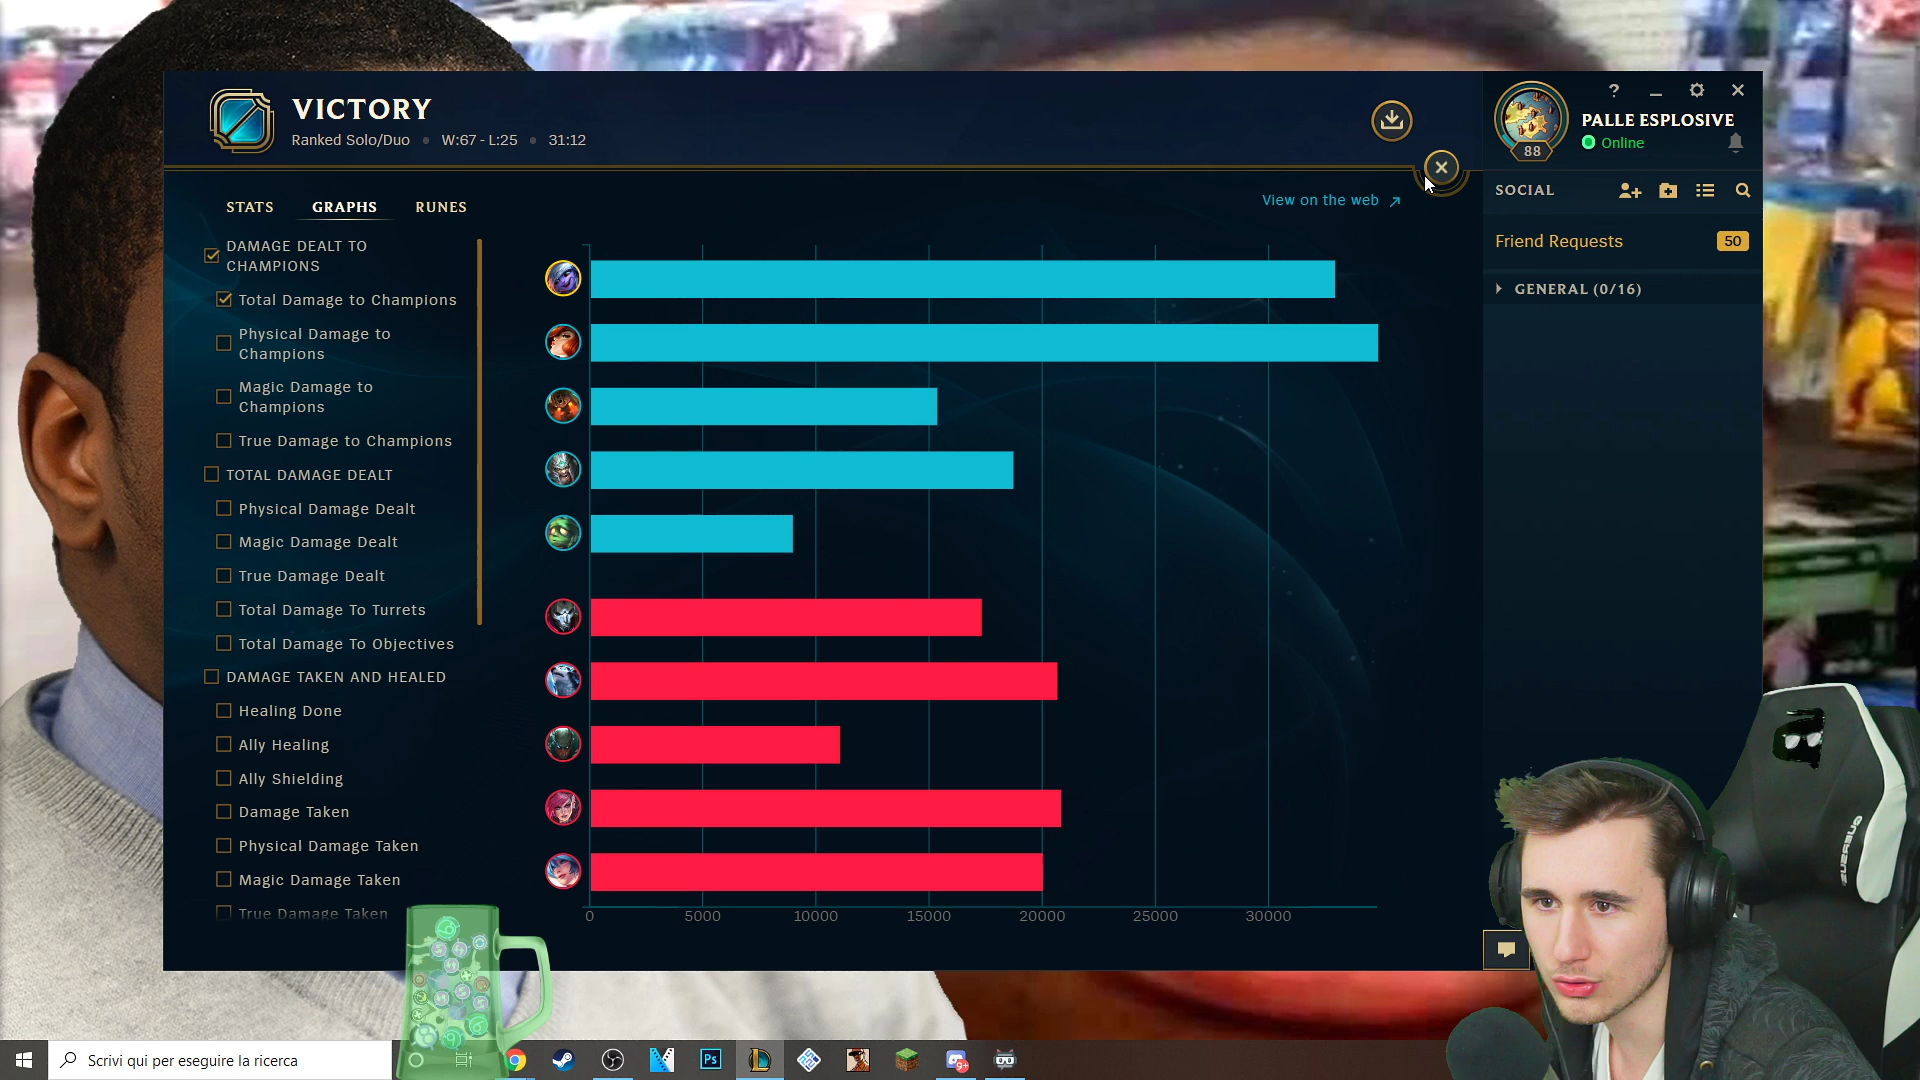 VICTORY
Ranked Solo/Duo • W:67 - L:25 • 31:12
?
PALLE ESPLOSIVE
88
Online
SOCIAL
Friend Requests 50
GENERAL (0/16)
STATS GRAPHS RUNES
View on the web
DAMAGE DEALT TO
CHAMPIONS
Total Damage to Champions
Physical Damage to
Champions
Magic Damage to
Champions
True Damage to Champions
TOTAL DAMAGE DEALT
Physical Damage Dealt
Magic Damage Dealt
True Damage Dealt
Total Damage To Turrets
Total Damage To Objectives
DAMAGE TAKEN AND HEALED
Healing Done
Ally Healing
Ally Shielding
Damage Taken
Physical Damage Taken
Magic Damage Taken
True Damage Taken
0 5000 10000 15000 20000 25000 30000
Scrivi qui per eseguire la ricerca
Ps
9+